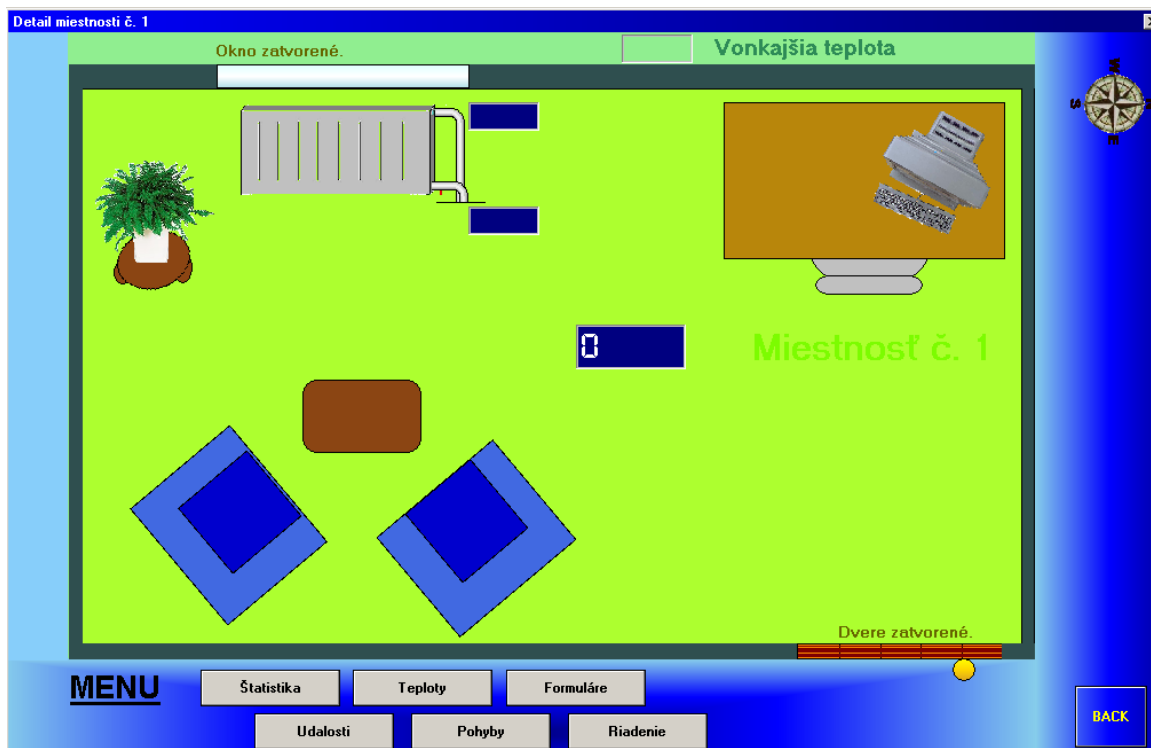 Detail miestnosti č. 1
Okno zatvorené.
Vonkajšia teplota
W
S
E
0
Miestnosť č. 1
Dvere zatvorené.
MENU
Štatistika
Teploty
Formuláre
Udalosti
Pohyby
Riadenie
BACK